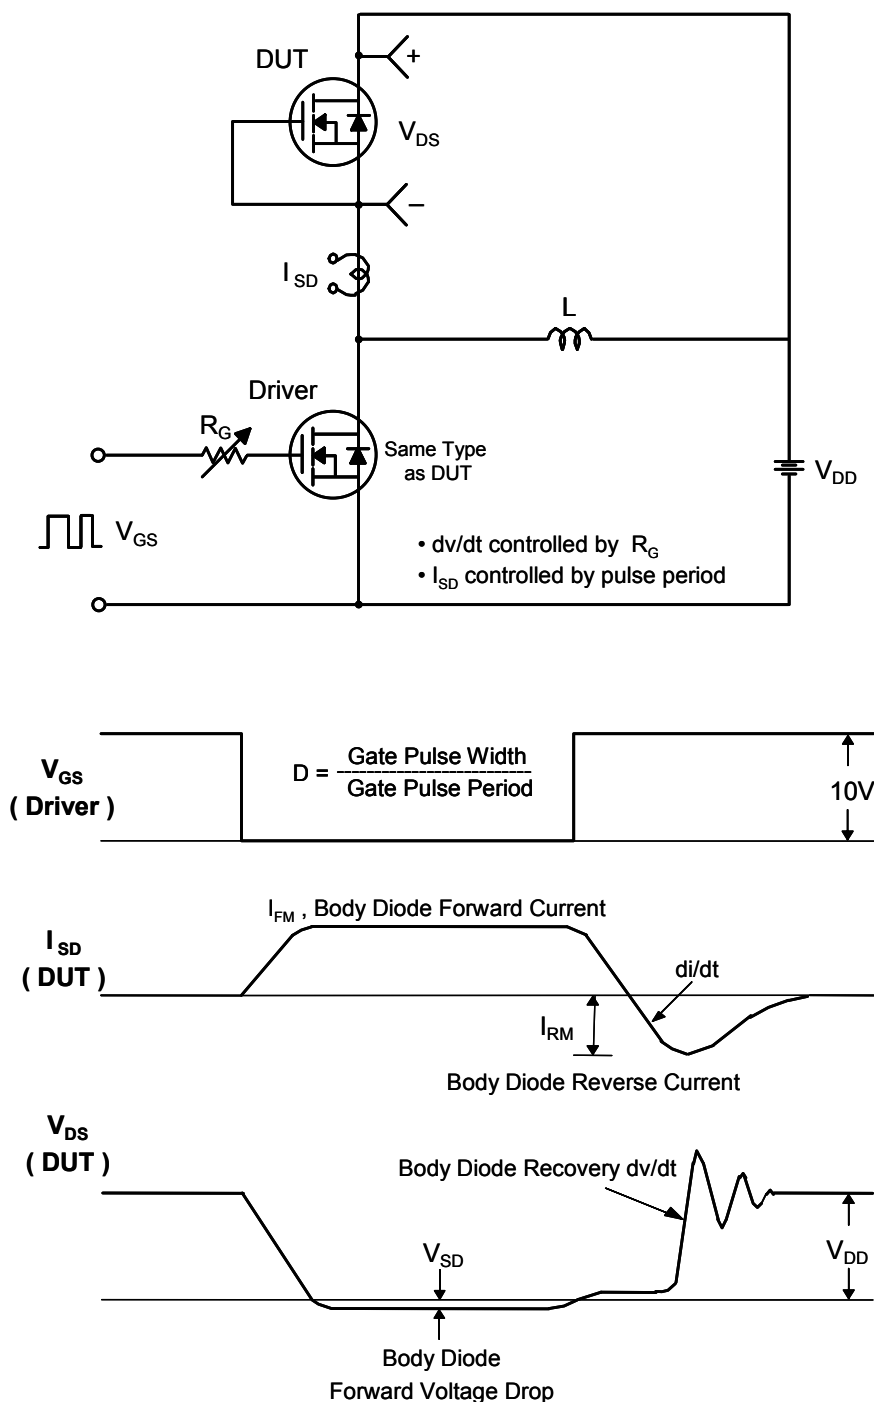 DUT
+
V_DS
–
I_SD
L
Driver
R_G
Same Type
as DUT
V_DD
V_GS
• dv/dt controlled by R_G
• I_SD controlled by pulse period
V_GS
( Driver )
D = Gate Pulse Width
Gate Pulse Period
10V
I_FM , Body Diode Forward Current
I_SD
( DUT )
di/dt
I_RM
Body Diode Reverse Current
V_DS
( DUT )
Body Diode Recovery dv/dt
V_SD
V_DD
Body Diode
Forward Voltage Drop